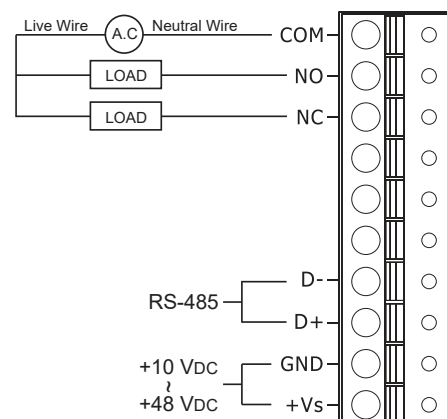 Live Wire A.C Neutral Wire COM
LOAD NO
LOAD NC
D-
RS-485
D+
+10 VDC GND
~
+48 VDC +Vs